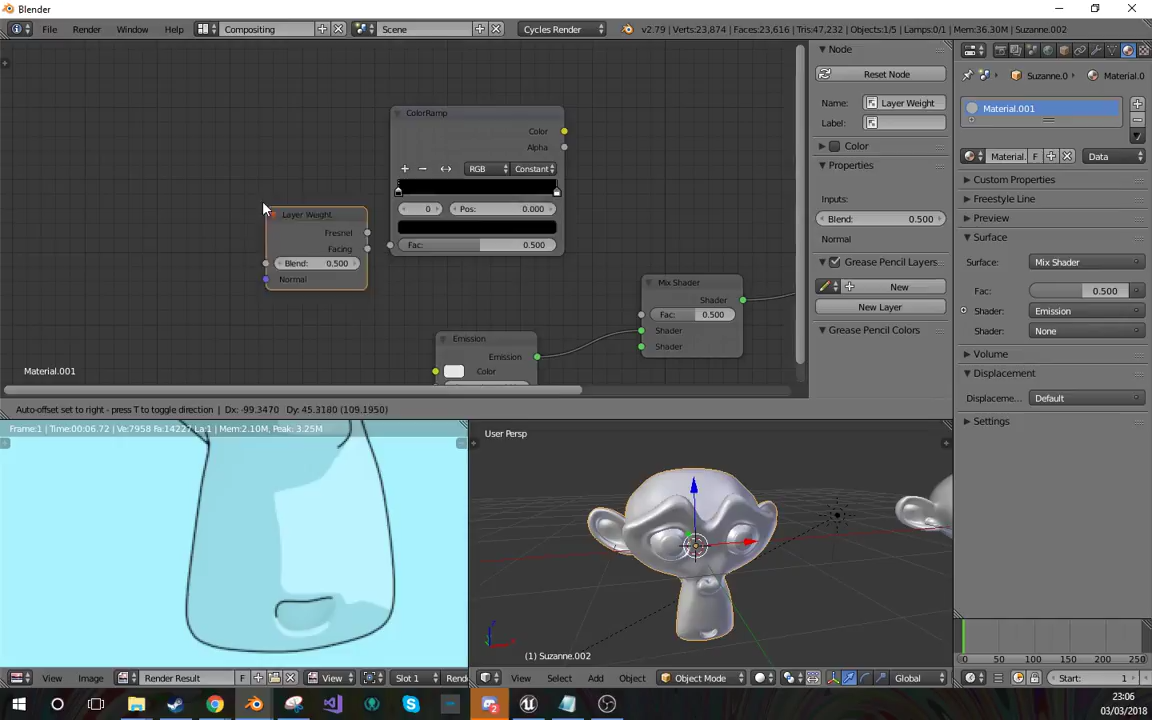 Blender
File Render Window Help Compositing Scene Cycles Render v2.79 | Verts:23,874 | Faces:23,616 | Tris:47,232 | Objects:1/5 | Lamps:0/1 | Mem:36.30M | Suzanne.002
Node
Reset Node
Name: Layer Weight
Label:
Color
Properties
Inputs:
Blend: 0.500
Normal
Grease Pencil Layers
New
New Layer
Grease Pencil Colors
ColorRamp
Color
Alpha
RGB Constant
0 Pos: 0.000
Fac: 0.500
Layer Weight
Fresnel
Facing
Blend: 0.500
Normal
Mix Shader
Shader
Fac: 0.500
Shader
Shader
Emission
Emission
Color
Material.001
Suzanne.0 Material.0
Material.001
Material. F Data
Custom Properties
Freestyle Line
Preview
Surface
Surface: Mix Shader
Fac: 0.500
Shader: Emission
Shader: None
Volume
Displacement
Displaceme... Default
Settings
Auto-offset set to right - press T to toggle direction | Dx: -99.3470 Dy: 45.3180 (109.1950)
Frame:1 | Time:00:06.72 | Ve:7958 Fa:14227 La:1 | Mem:2.10M, Peak: 3.25M
User Persp
(1) Suzanne.002
View Image Render Result F View Slot 1 Rend
View Select Add Object Object Mode Global
0 50 100 150 200 250
Start: 1
2
23:06
03/03/2018